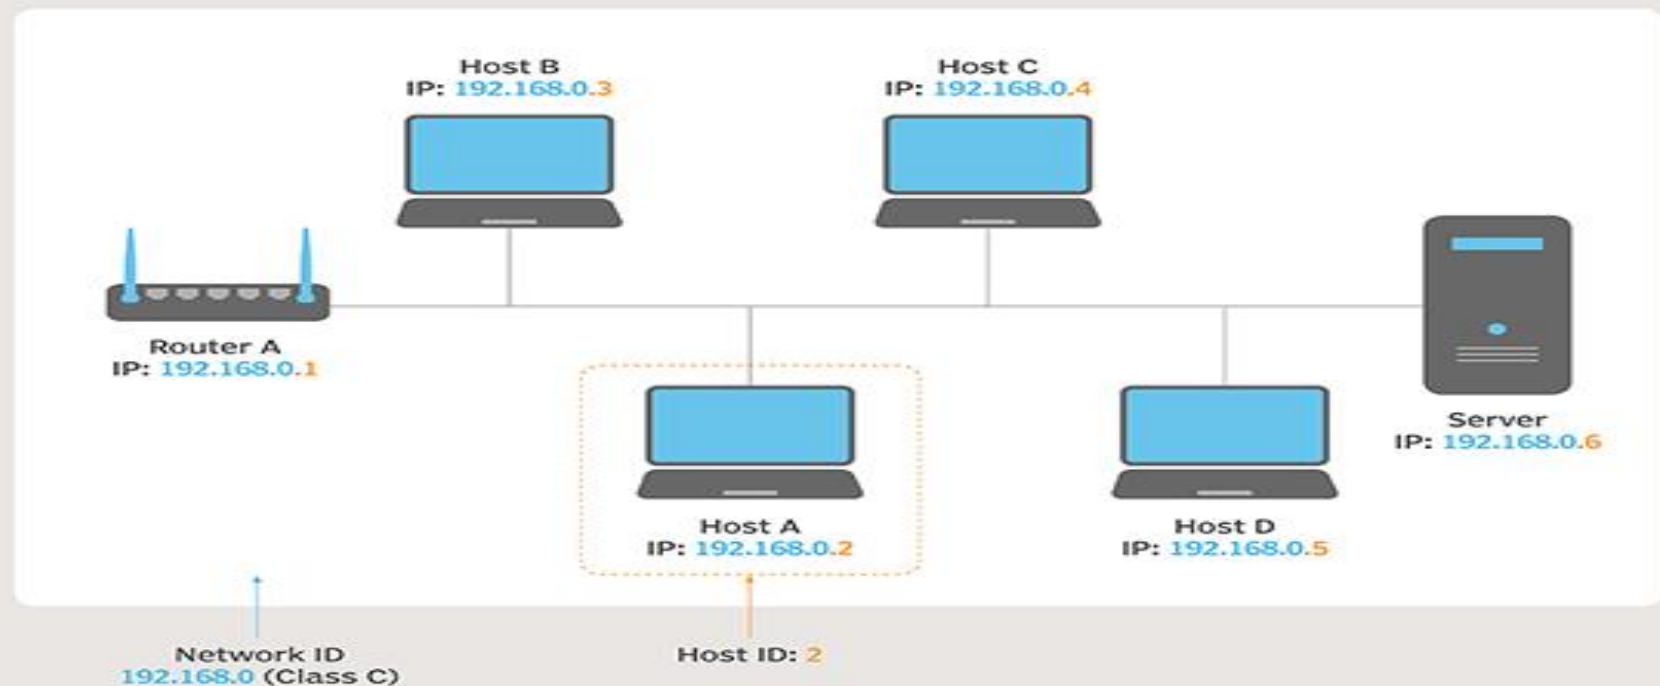 Host B
IP: 192.168.0.3
Host C
IP: 192.168.0.4
Router A
IP: 192.168.0.1
Host A
IP: 192.168.0.2
Host D
IP: 192.168.0.5
Server
IP: 192.168.0.6
Network ID
192.168.0 (Class C)
Host ID: 2